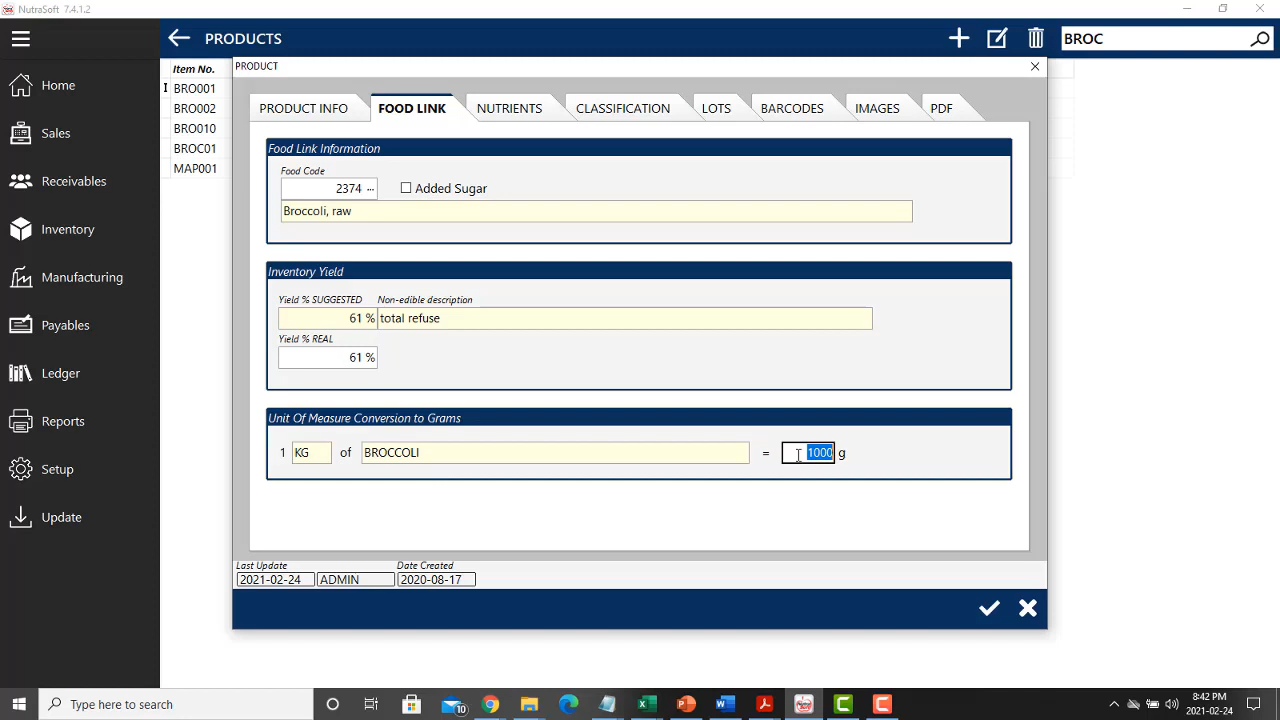 NutraSoft 7.4.1.2
PRODUCTS
BROC
Home
Sales
Receivables
Inventory
Manufacturing
Payables
Ledger
Reports
Setup
Update
Item No.
BRO001
BRO002
BRO010
BROC01
MAP001
PRODUCT
PRODUCT INFO FOOD LINK NUTRIENTS CLASSIFICATION LOTS BARCODES IMAGES PDF
Food Link Information
Food Code
2374 ... Added Sugar
Broccoli, raw
Inventory Yield
Yield % SUGGESTED Non-edible description
61 % total refuse
Yield % REAL
61 %
Unit Of Measure Conversion to Grams
1 KG of BROCCOLI = 1000 g
Last Update Date Created
2021-02-24 ADMIN 2020-08-17
Type here to search
10
8:42 PM
2021-02-24